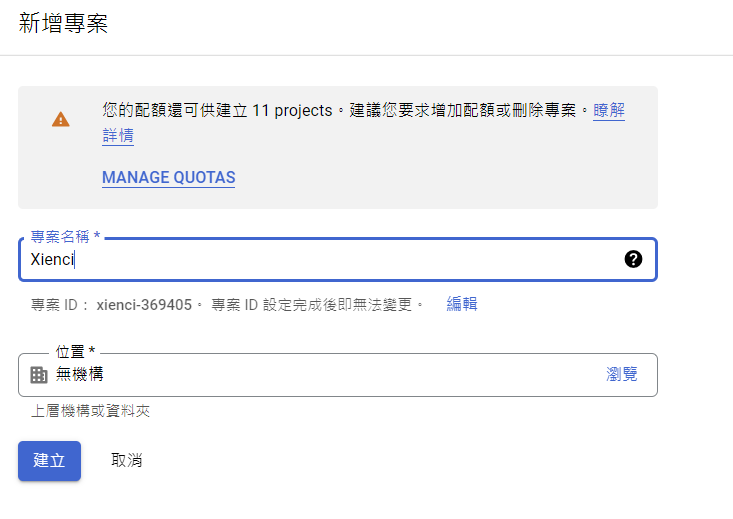 新增專案
您的配額還可供建立 11 projects。建議您要求增加配額或刪除專案。瞭解
詳情
MANAGE QUOTAS
專案名稱 *
Xienci
專案 ID： xienci-369405。 專案 ID 設定完成後即無法變更。 編輯
位置 *
無機構 瀏覽
上層機構或資料夾
建立 取消